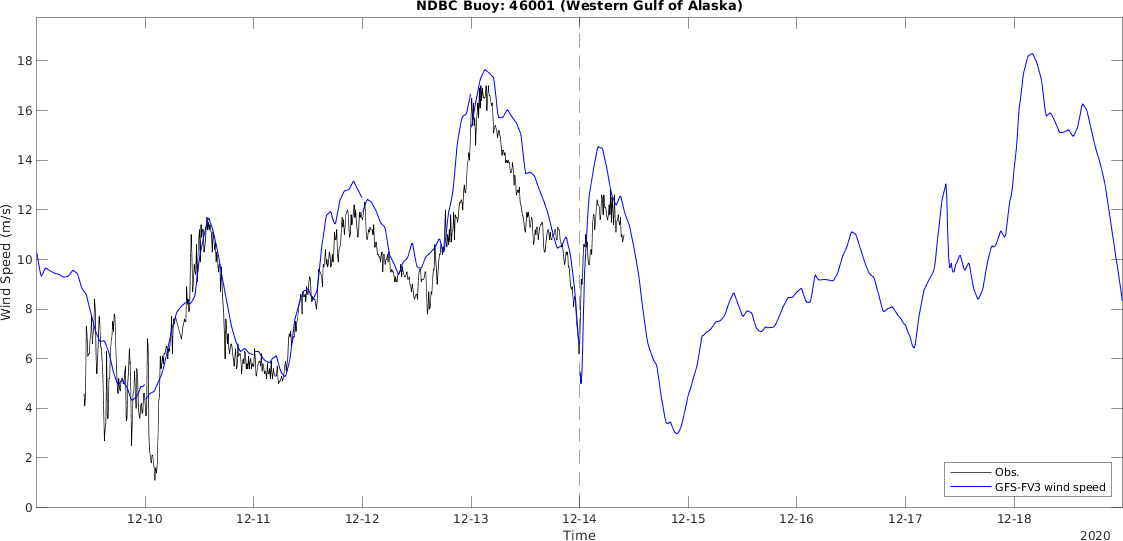 NDBC Buoy: 46001 (Western Gulf of Alaska)
Wind Speed (m/s)
18
16
14
12
10
8
6
4
2
0
12-10 12-11 12-12 12-13 12-14 12-15 12-16 12-17 12-18
Time
2020
Obs.
GFS-FV3 wind speed